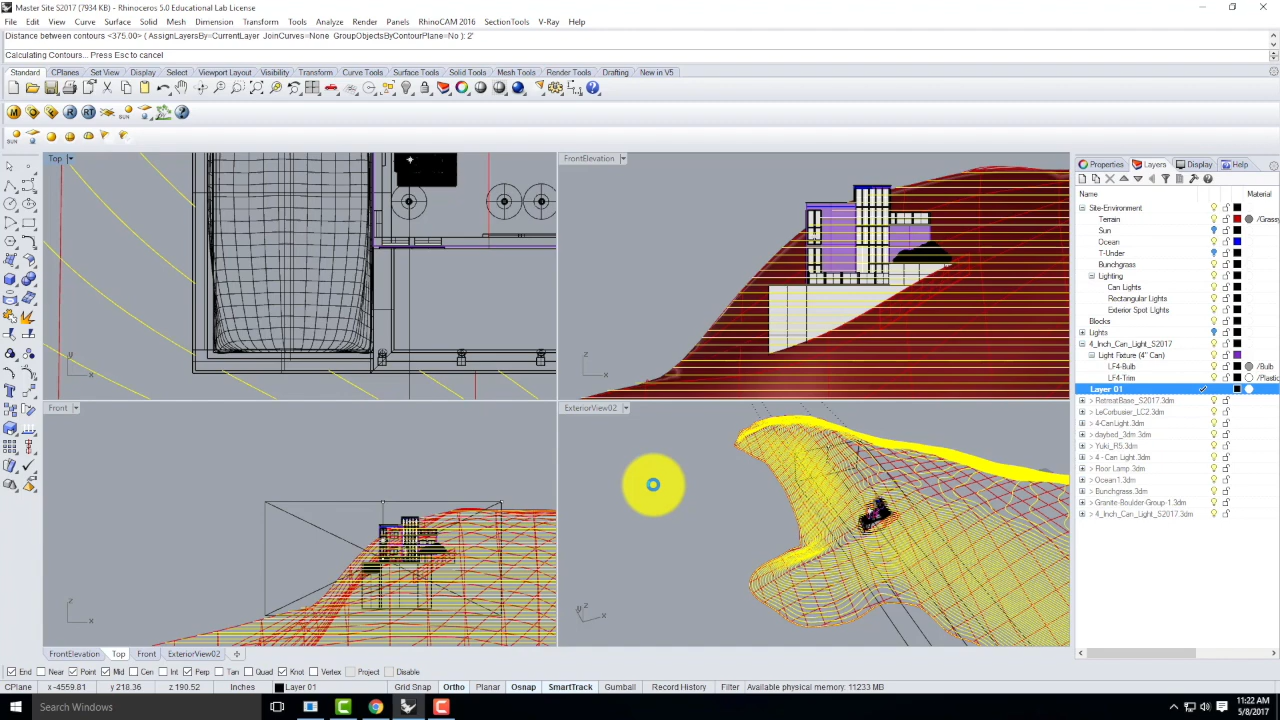 Master Site S2017 (7934 KB) - Rhinoceros 5.0 Educational Lab License
File Edit View Curve Surface Solid Mesh Dimension Transform Tools Analyze Render Panels RhinoCAM 2016 SectionTools V-Ray Help
Distance between contours <375.00> ( AssignLayersBy=CurrentLayer JoinCurves=None GroupObjectsByContourPlane=No ): 2'
Calculating Contours... Press Esc to cancel
Standard CPlanes Set View Display Select Viewport Layout Visibility Transform Curve Tools Surface Tools Solid Tools Mesh Tools Render Tools Drafting New in V5
Top
FrontElevation
Front
ExteriorView02
Properties Layers Display Help
Name Material
Site-Environment
Terrain /Grassy
Sun
Ocean
T-Under
Bunchgrass
Lighting
Can Lights
Rectangular Lights
Exterior Spot Lights
Blocks
Lights
4_Inch_Can_Light_S2017
Light Fixture (4" Can)
LF4-Bulb /Bulb
LF4-Trim /Plastic
Layer 01
> RetmatBase_S2017.3dm
> LeCorbusier_LC2.3dm
> 4-CanLight.3dm
> daybed_3dm.3dm
> Yuki_R5.3dm
> 4 - Can Light.3dm
> Floor Lamp.3dm
> Ocean1.3dm
> Bunchgrass.3dm
> Granite-Boulder-Group-1.3dm
> 4_Inch_Can_Light_S2017.3dm
FrontElevation Top Front ExteriorView02
End Near Point Mid Cen Int Perp Tan Quad Knot Vertex Project Disable
CPlane x -4559.81 y 218.36 z 190.52 Inches Layer 01 Grid Snap Ortho Planar Osnap SmartTrack Gumball Record History Filter Available physical memory: 11233 MB
Search Windows
11:22 AM
5/8/2017